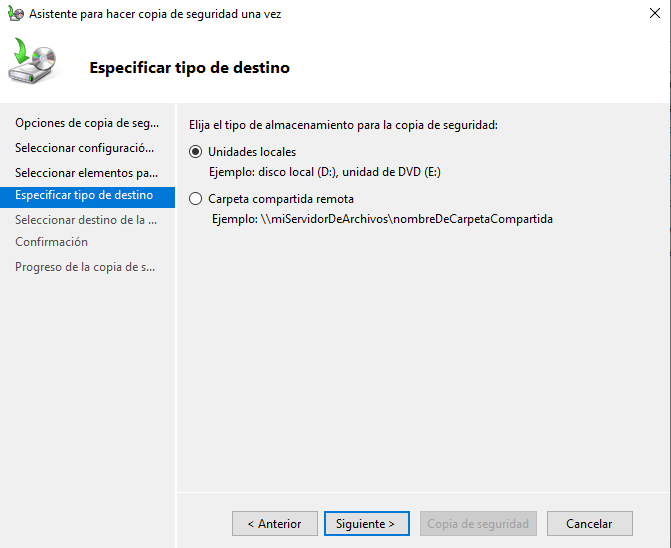 Asistente para hacer copia de seguridad una vez
Especificar tipo de destino
Opciones de copia de seg...
Seleccionar configuració...
Seleccionar elementos pa...
Especificar tipo de destino
Seleccionar destino de la ...
Confirmación
Progreso de la copia de s...
Elija el tipo de almacenamiento para la copia de seguridad:
Unidades locales
Ejemplo: disco local (D:), unidad de DVD (E:)
Carpeta compartida remota
Ejemplo: \\miServidorDeArchivos\nombreDeCarpetaCompartida
< Anterior
Siguiente >
Copia de seguridad
Cancelar